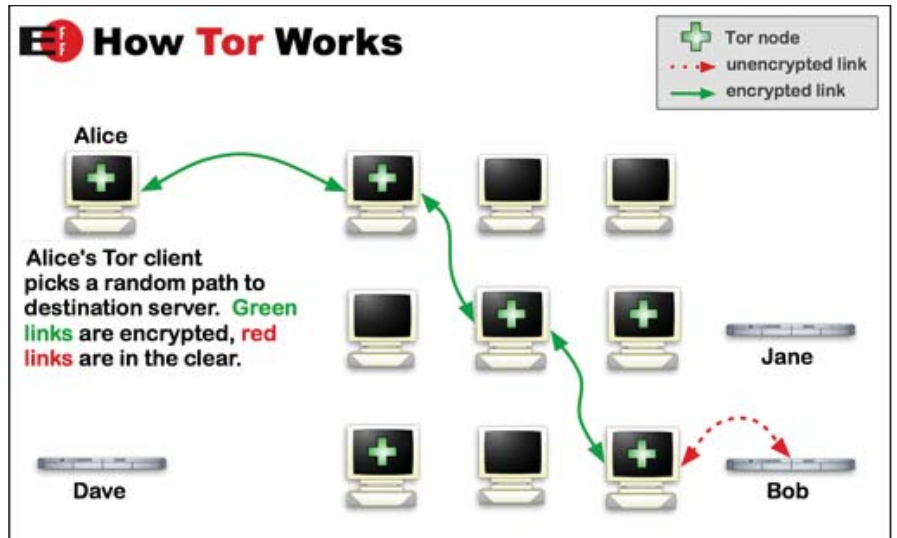 EFF How Tor Works
Tor node
unencrypted link
encrypted link
Alice
Alice's Tor client
picks a random path to
destination server. Green
links are encrypted, red
links are in the clear.
Jane
Dave
Bob